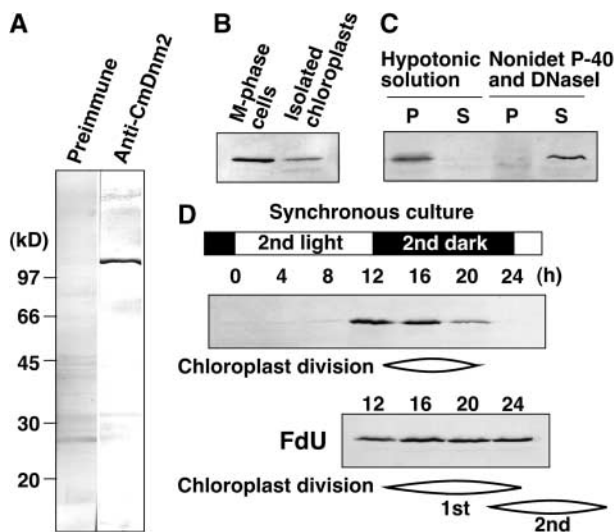 A
Preimmune
Anti-CmDnm2
(kD)
97
66
45
30
20
B
M-phase
cells
Isolated
chloroplasts
C
Hypotonic
solution
Nonidet P-40
and DNaseI
P S P S
D
Synchronous culture
2nd light 2nd dark
0 4 8 12 16 20 24 (h)
Chloroplast division
12 16 20 24
FdU
Chloroplast division
1st
2nd